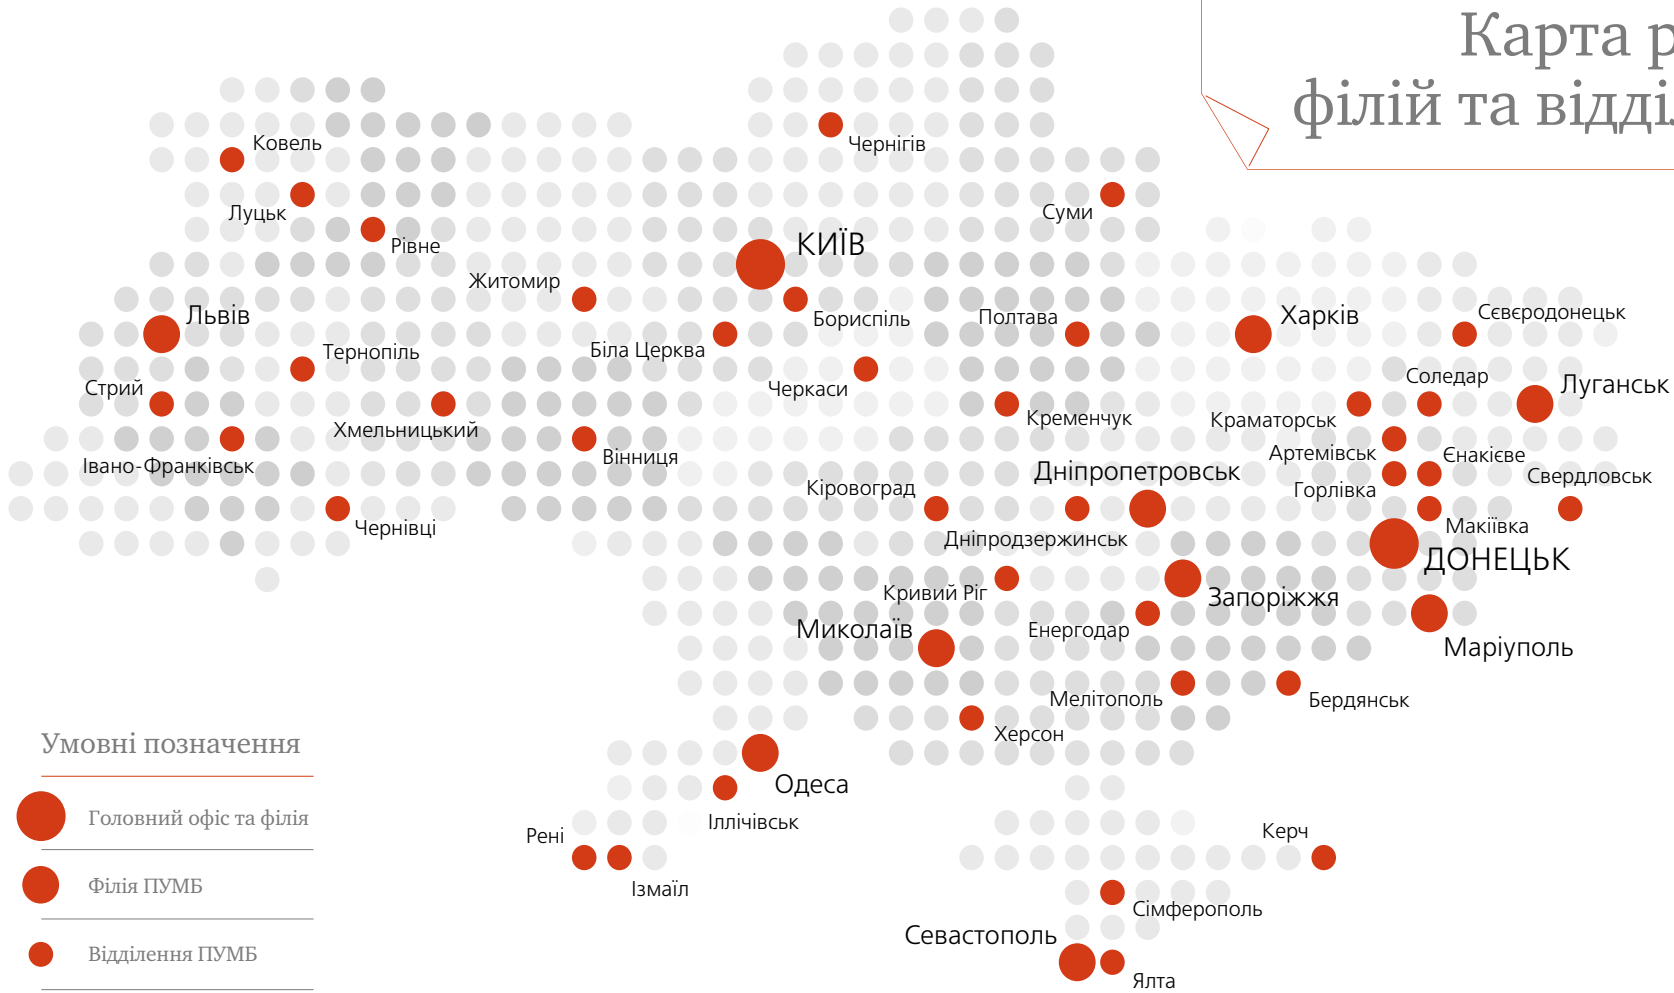 Карта р
філій та відділ
Ковель
Чернігів
Луцьк
Суми
Рівне
КИЇВ
Житомир
Львів
Бориспіль
Полтава
Харків
Сєвєродонецьк
Тернопіль
Біла Церква
Стрий
Черкаси
Соледар
Луганськ
Хмельницький
Кременчук
Краматорськ
Івано-Франківськ
Вінниця
Дніпропетровськ
Артемівськ
Єнакієве
Кіровоград
Горлівка
Свердловськ
Чернівці
Дніпродзержинськ
Макіївка
ДОНЕЦЬК
Кривий Ріг
Запоріжжя
Миколаїв
Енергодар
Маріуполь
Мелітополь
Бердянськ
Херсон
Одеса
Іллічівськ
Рені
Ізмаїл
Керч
Сімферополь
Севастополь
Ялта
Умовні позначення
Головний офіс та філія
Філія ПУМБ
Відділення ПУМБ